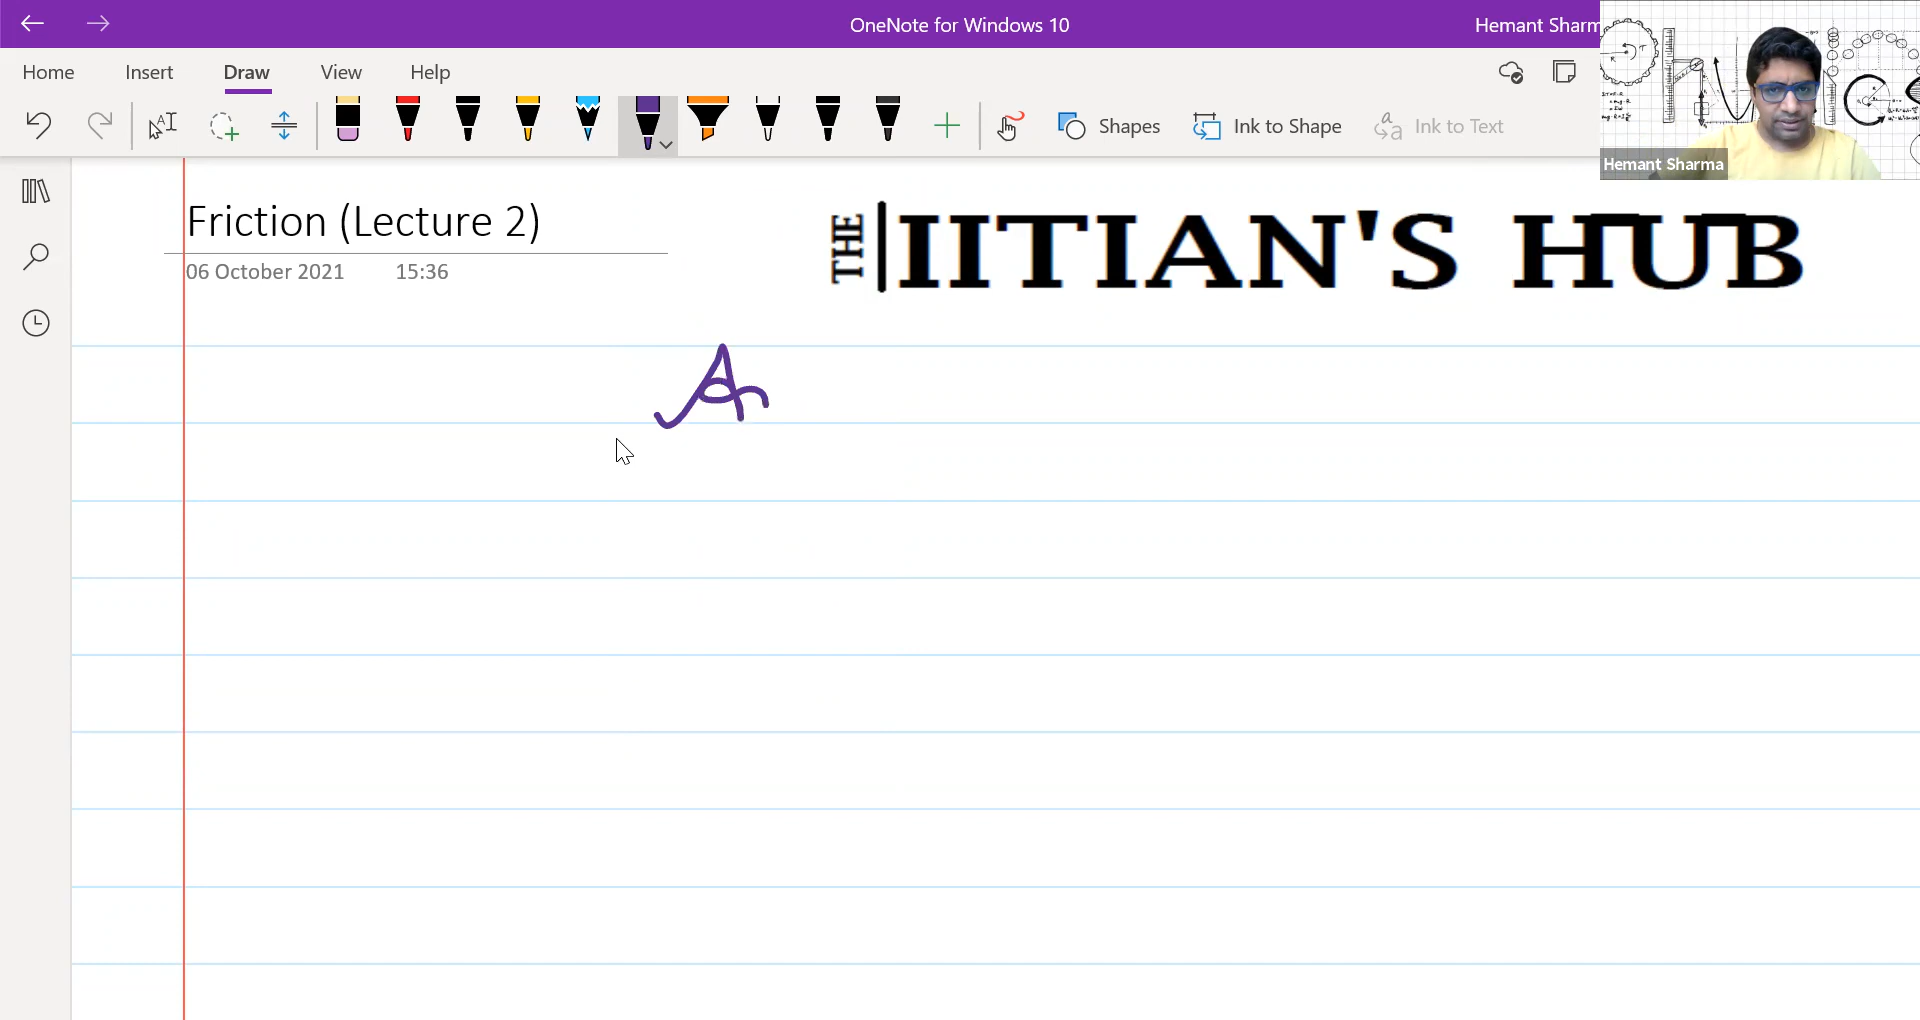 OneNote for Windows 10
Hemant Sharm
Home Insert Draw View Help
Shapes Ink to Shape Ink to Text
Hemant Sharma
Friction (Lecture 2)
06 October 2021 15:36
THE IITIAN'S HUB
A